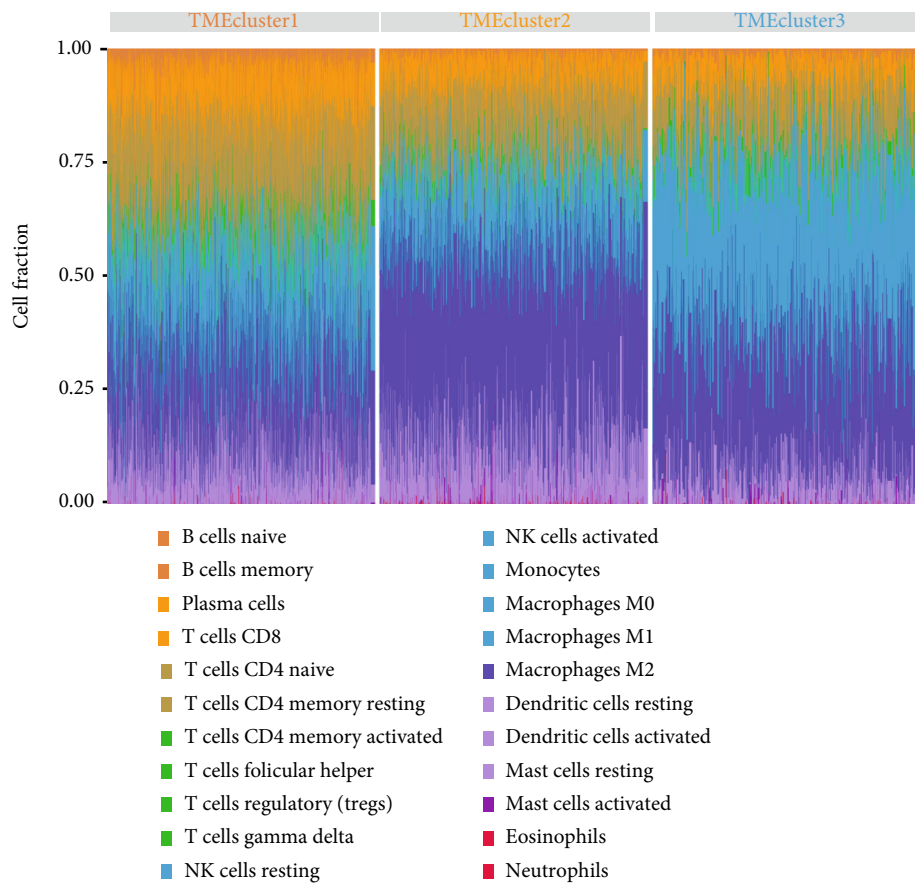 TMEcluster1 TMEcluster2 TMEcluster3
1.00
0.75
0.50
0.25
0.00
Cell fraction
B cells naive
B cells memory
Plasma cells
T cells CD8
T cells CD4 naive
T cells CD4 memory resting
T cells CD4 memory activated
T cells folicular helper
T cells regulatory (tregs)
T cells gamma delta
NK cells resting
NK cells activated
Monocytes
Macrophages M0
Macrophages M1
Macrophages M2
Dendritic cells resting
Dendritic cells activated
Mast cells resting
Mast cells activated
Eosinophils
Neutrophils